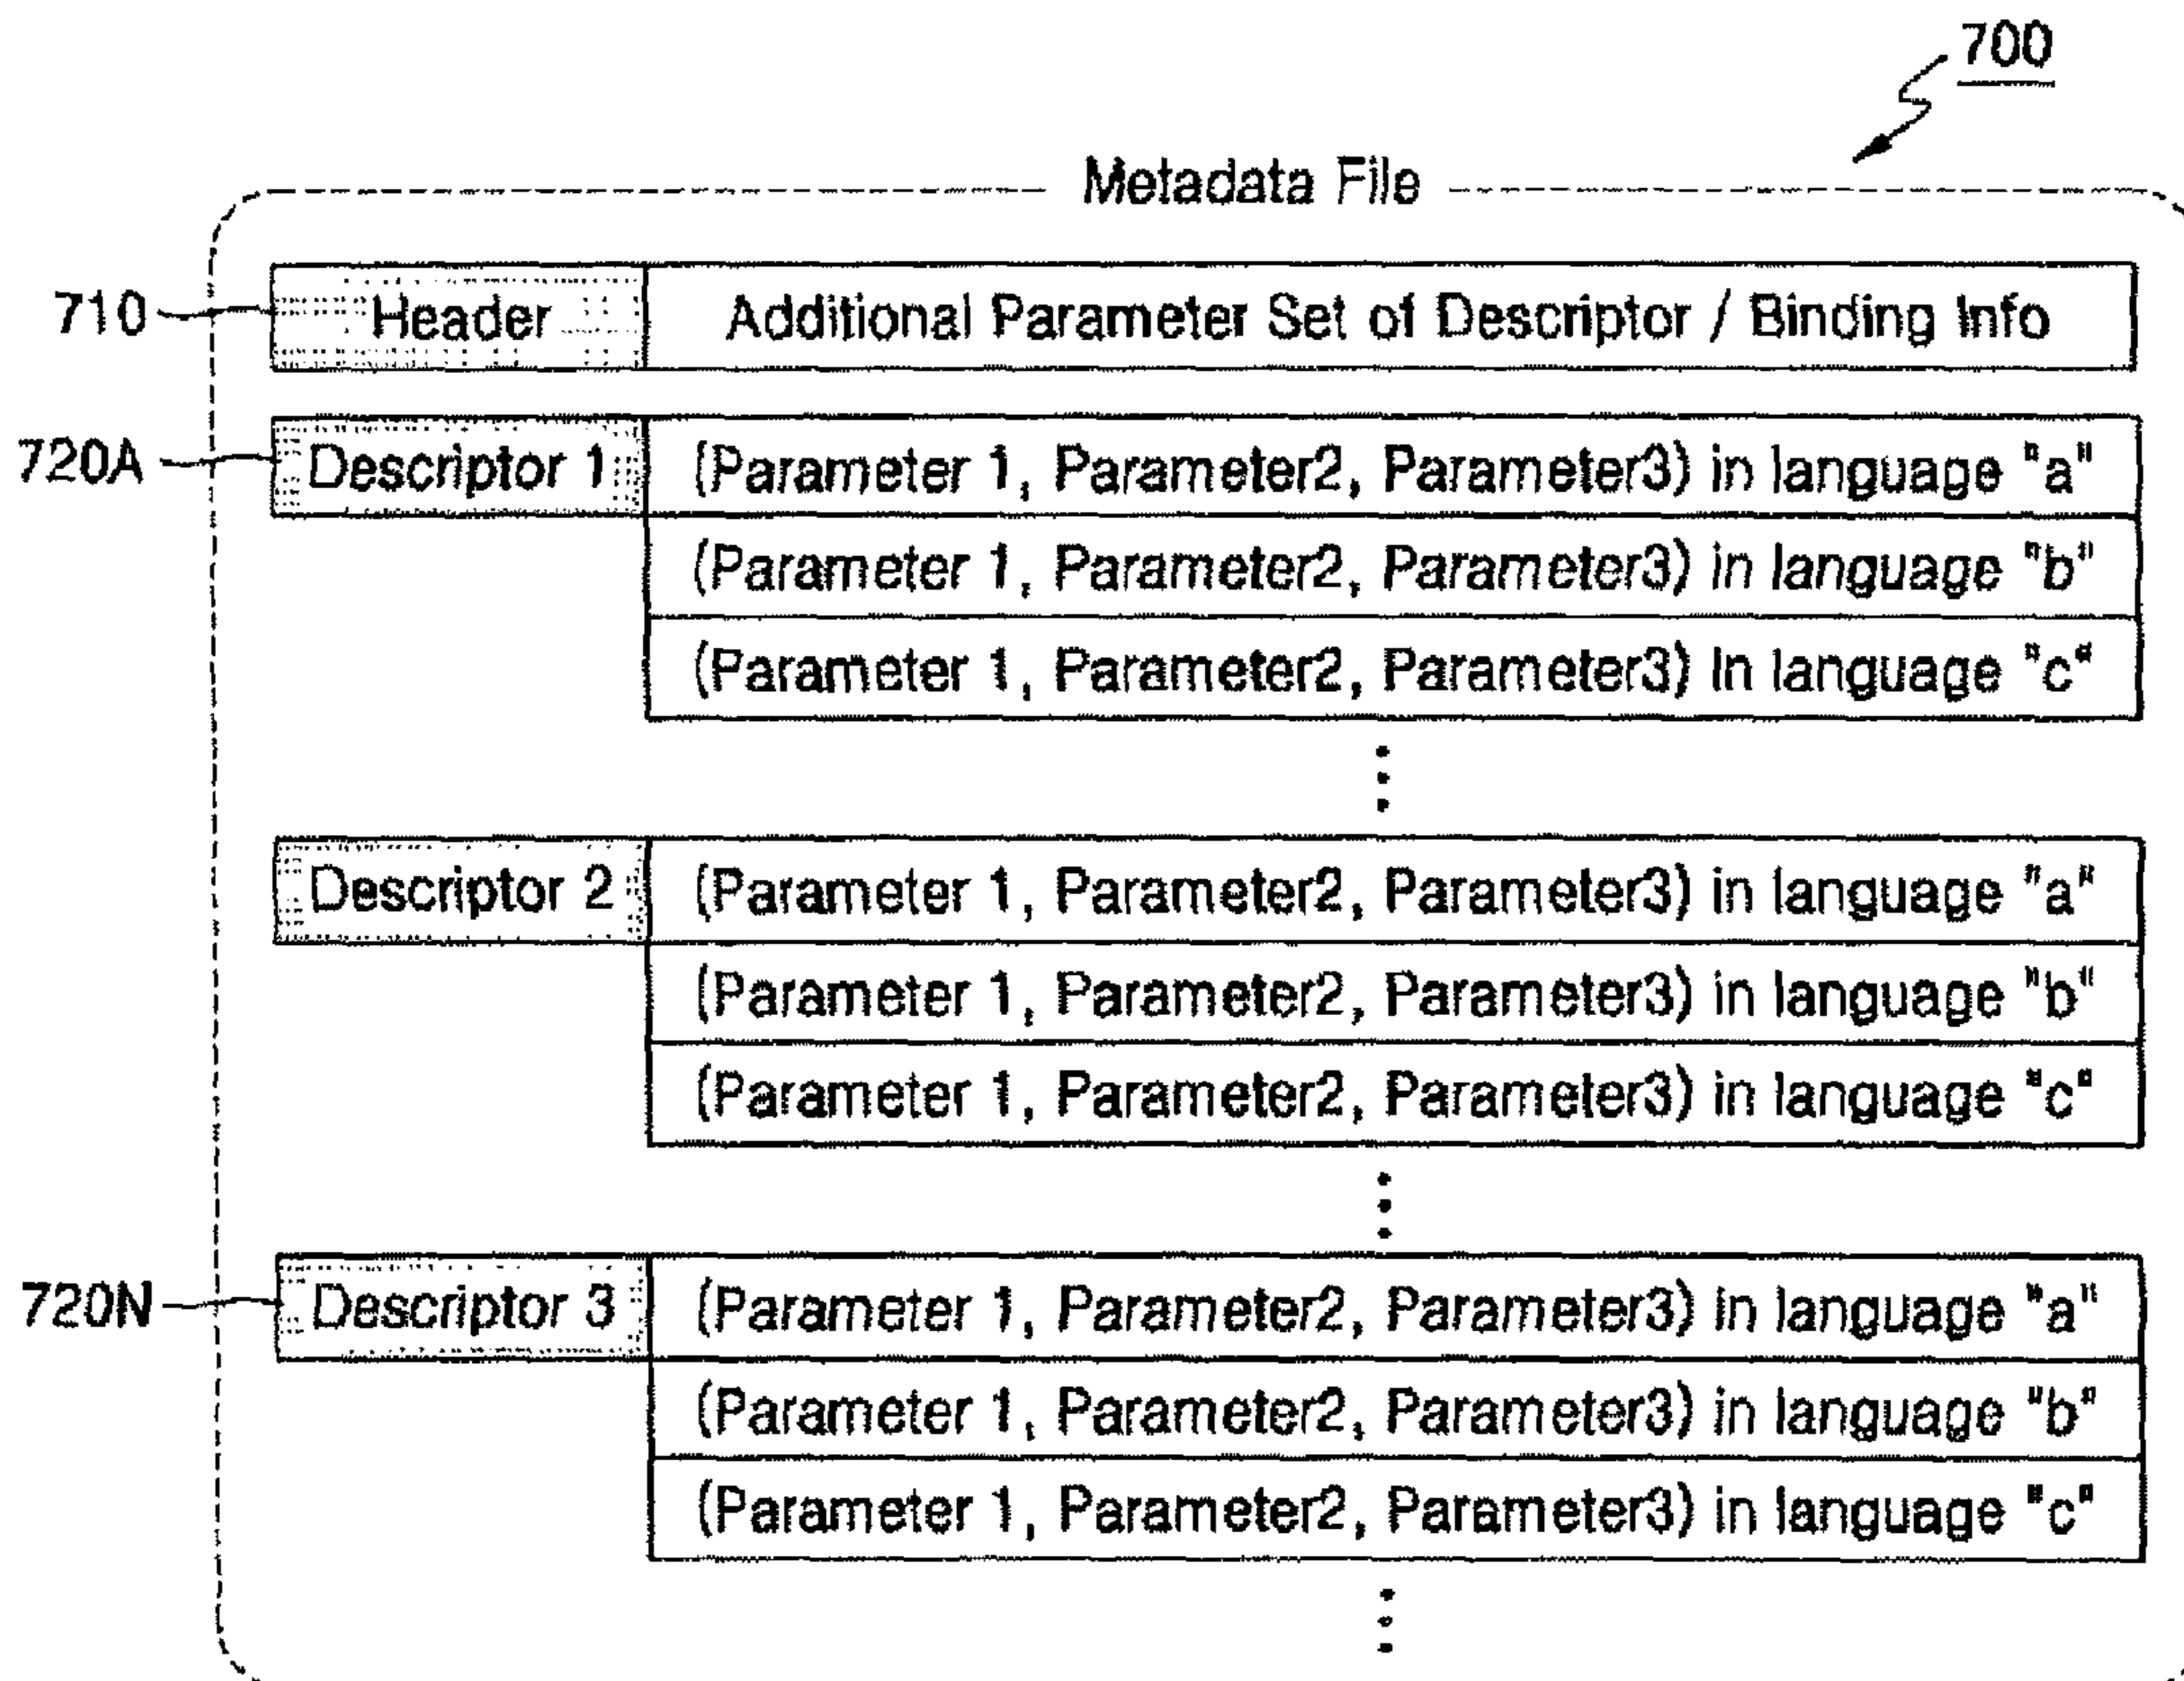 700
Metadata File
710 Header Additional Parameter Set of Descriptor / Binding Info
720A Descriptor 1 (Parameter 1, Parameter2, Parameter3) in language "a"
(Parameter 1, Parameter2, Parameter3) in language "b"
(Parameter 1, Parameter2, Parameter3) in language "c"
Descriptor 2 (Parameter 1, Parameter2, Parameter3) in language "a"
(Parameter 1, Parameter2, Parameter3) in language "b"
(Parameter 1, Parameter2, Parameter3) in language "c"
720N Descriptor 3 (Parameter 1, Parameter2, Parameter3) in language "a"
(Parameter 1, Parameter2, Parameter3) in language "b"
(Parameter 1, Parameter2, Parameter3) in language "c"